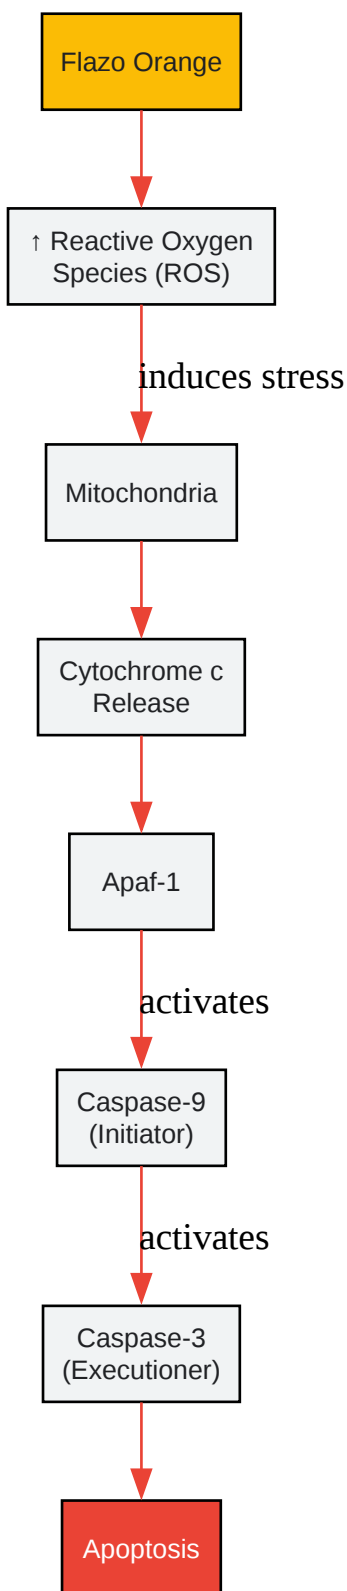 Flazo Orange
↑ Reactive Oxygen
Species (ROS)
induces stress
Mitochondria
Cytochrome c
Release
Apaf-1
activates
Caspase-9
(Initiator)
activates
Caspase-3
(Executioner)
Apoptosis